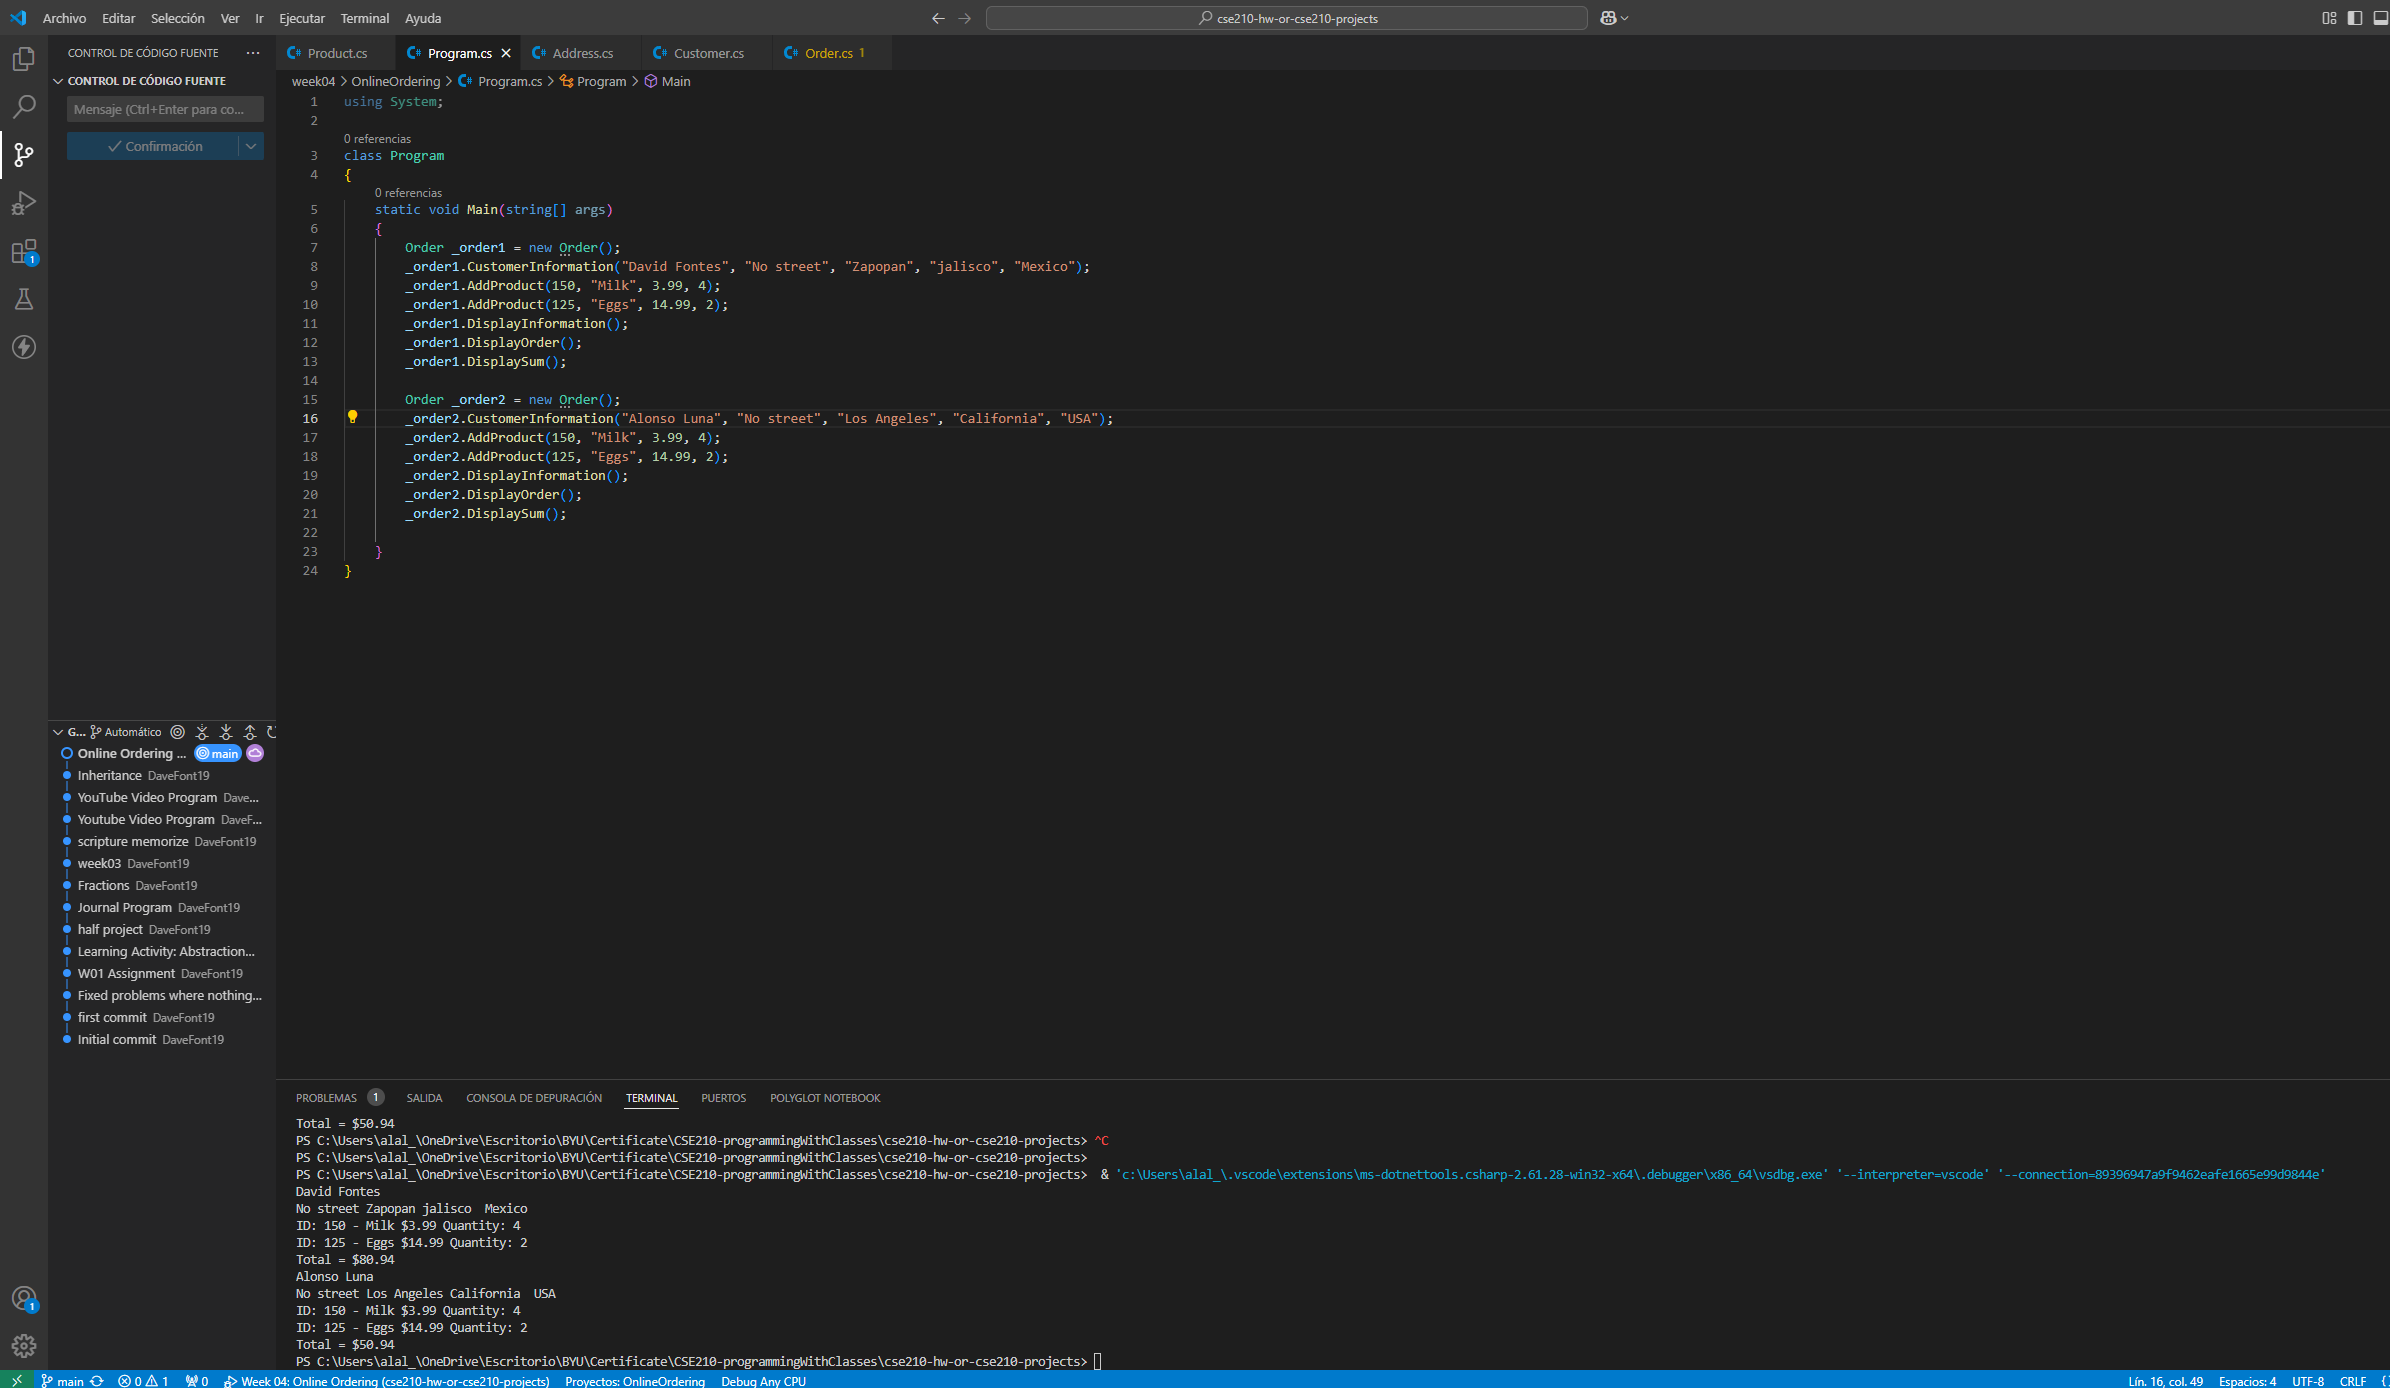 Archivo Editar Selección Ver Ir Ejecutar Terminal Ayuda
cse210-hw-or-cse210-projects
CONTROL DE CÓDIGO FUENTE ...
CONTROL DE CÓDIGO FUENTE
Mensaje (Ctrl+Enter para co...
Confirmación
1
G... Automático
Online Ordering ... main
Inheritance DaveFont19
YouTube Video Program Dave...
Youtube Video Program DaveF...
scripture memorize DaveFont19
week03 DaveFont19
Fractions DaveFont19
Journal Program DaveFont19
half project DaveFont19
Learning Activity: Abstraction...
W01 Assignment DaveFont19
Fixed problems where nothing...
first commit DaveFont19
Initial commit DaveFont19
1
Product.cs Program.cs Address.cs Customer.cs Order.cs 1
week04 > OnlineOrdering > Program.cs > Program > Main
1 using System;
2
0 referencias
3 class Program
4 {
0 referencias
5 static void Main(string[] args)
6 {
7 Order _order1 = new Order();
8 _order1.CustomerInformation("David Fontes", "No street", "Zapopan", "jalisco", "Mexico");
9 _order1.AddProduct(150, "Milk", 3.99, 4);
10 _order1.AddProduct(125, "Eggs", 14.99, 2);
11 _order1.DisplayInformation();
12 _order1.DisplayOrder();
13 _order1.DisplaySum();
14
15 Order _order2 = new Order();
16 _order2.CustomerInformation("Alonso Luna", "No street", "Los Angeles", "California", "USA");
17 _order2.AddProduct(150, "Milk", 3.99, 4);
18 _order2.AddProduct(125, "Eggs", 14.99, 2);
19 _order2.DisplayInformation();
20 _order2.DisplayOrder();
21 _order2.DisplaySum();
22
23 }
24 }
PROBLEMAS 1 SALIDA CONSOLA DE DEPURACIÓN TERMINAL PUERTOS POLYGLOT NOTEBOOK
Total = $50.94
PS C:\Users\alal_\OneDrive\Escritorio\BYU\Certificate\CSE210-programmingWithClasses\cse210-hw-or-cse210-projects> ^C
PS C:\Users\alal_\OneDrive\Escritorio\BYU\Certificate\CSE210-programmingWithClasses\cse210-hw-or-cse210-projects>
PS C:\Users\alal_\OneDrive\Escritorio\BYU\Certificate\CSE210-programmingWithClasses\cse210-hw-or-cse210-projects>  & 'c:\Users\alal_\.vscode\extensions\ms-dotnettools.csharp-2.61.28-win32-x64\.debugger\x86_64\vsdbg.exe' '--interpreter=vscode' '--connection=89396947a9f9462eafe1665e99d9844e'
David Fontes
No street Zapopan jalisco  Mexico
ID: 150 - Milk $3.99 Quantity: 4
ID: 125 - Eggs $14.99 Quantity: 2
Total = $80.94
Alonso Luna
No street Los Angeles California  USA
ID: 150 - Milk $3.99 Quantity: 4
ID: 125 - Eggs $14.99 Quantity: 2
Total = $50.94
PS C:\Users\alal_\OneDrive\Escritorio\BYU\Certificate\CSE210-programmingWithClasses\cse210-hw-or-cse210-projects>
main 0 1 0 Week 04: Online Ordering (cse210-hw-or-cse210-projects) Proyectos: OnlineOrdering Debug Any CPU Lín. 16, col. 49 Espacios: 4 UTF-8 CRLF {